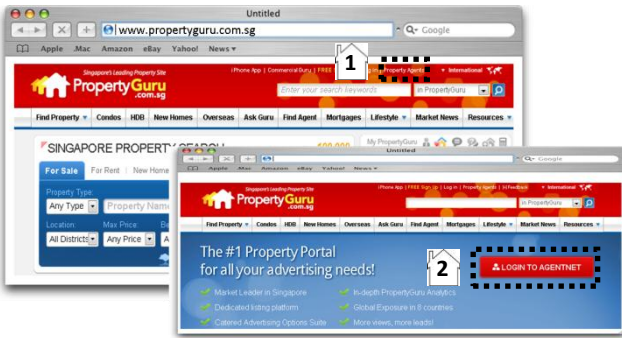 Untitled
www.propertyguru.com.sg
Google
Apple .Mac Amazon eBay Yahoo! News
1
Singapore's Leading Property Site
iPhone App | Commercial Guru | FREE
Property Agents
International
PropertyGuru
.com.sg
Enter your search keywords
in PropertyGuru
Find Property Condos HDB New Homes Overseas Ask Guru Find Agent Mortgages Lifestyle Market News Resources
SINGAPORE PROPERTY SEARCH
My PropertyGuru
For Sale For Rent New Home
Property Type:
Any Type Property Name
Location: Max Price:
All Districts Any Price
Untitled
Google
Apple .Mac Amazon eBay Yahoo! News
Singapore's Leading Property Site
iPhone App | FREE Sign Up | Log in | Property Agents | Feedback
International
PropertyGuru
.com.sg
in PropertyGuru
Find Property Condos HDB New Homes Overseas Ask Guru Find Agent Mortgages Lifestyle Market News Resources
The #1 Property Portal
for all your advertising needs!
2
LOGIN TO AGENTNET
Market Leader in Singapore
In-depth PropertyGuru Analytics
Dedicated listing platform
Global Exposure in 8 countries
Catered Advertising Options Suite
More views, more leads!